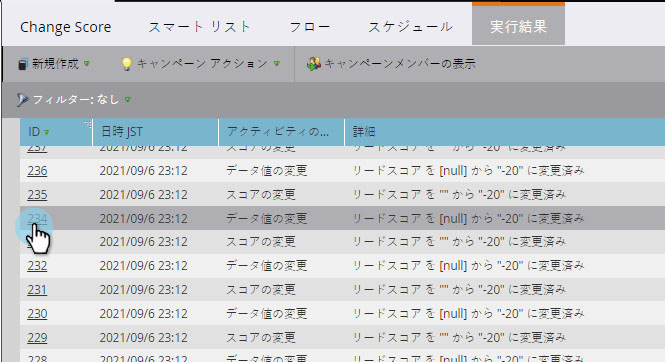 Change Score スマート リスト フロー スケジュール 実行結果
新規作成 キャンペーン アクション キャンペーンメンバーの表示
フィルター: なし
ID 日時 JST アクティビティの... 詳細
237 2021/09/6 23:12 スコアの変更 リードスコア を "" から "-20" に変更済み
236 2021/09/6 23:12 データ値の変更 リードスコア を [null] から "-20" に変更済み
235 2021/09/6 23:12 スコアの変更 リードスコア を "" から "-20" に変更済み
234 2021/09/6 23:12 データ値の変更 リードスコア を [null] から "-20" に変更済み
2021/09/6 23:12 スコアの変更 リードスコア を "" から "-20" に変更済み
232 2021/09/6 23:12 データ値の変更 リードスコア を [null] から "-20" に変更済み
231 2021/09/6 23:12 スコアの変更 リードスコア を "" から "-20" に変更済み
230 2021/09/6 23:12 データ値の変更 リードスコア を [null] から "-20" に変更済み
229 2021/09/6 23:12 スコアの変更 リードスコア を "" から "-20" に変更済み
228 2021/09/6 23:12 データ値の変更 リードスコア を [null] から "-20" に変更済み